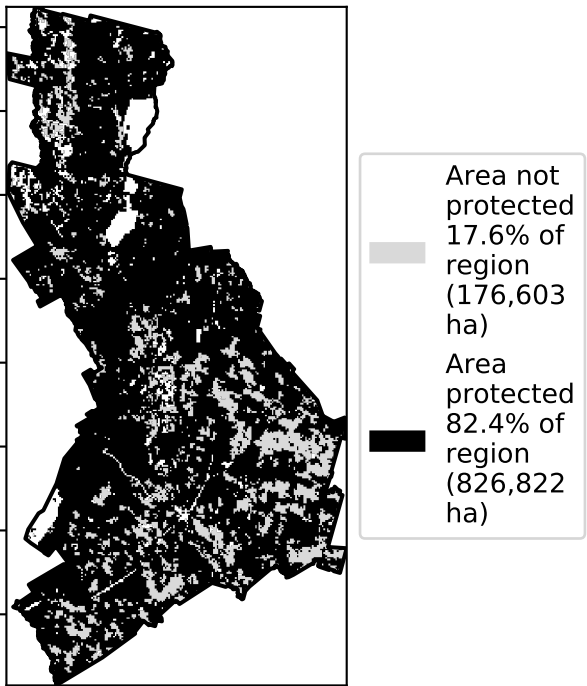 Area not
protected
17.6% of
region
(176,603
ha)
Area
protected
82.4% of
region
(826,822
ha)